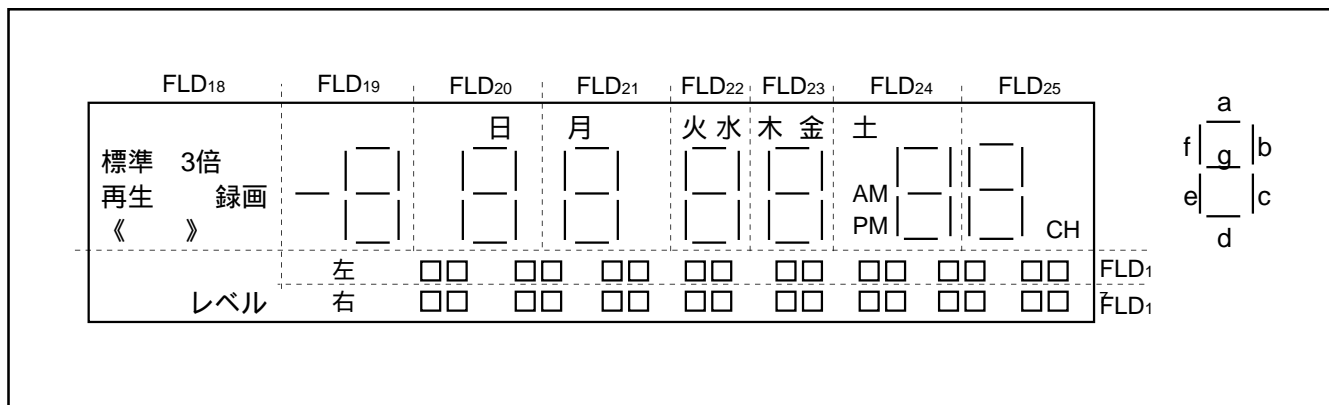 FLD18 FLD19 FLD20 FLD21 FLD22 FLD23 FLD24 FLD25
日 月 火 水 木 金 土
標準 3倍
再生 録画 AM
《 》 PM CH
左 □□ □□ □□ □□ □□ □□ □□ □□ FLD1
7
レベル 右 □□ □□ □□ □□ □□ □□ □□ □□ FLD1
a
f g b
e c
d